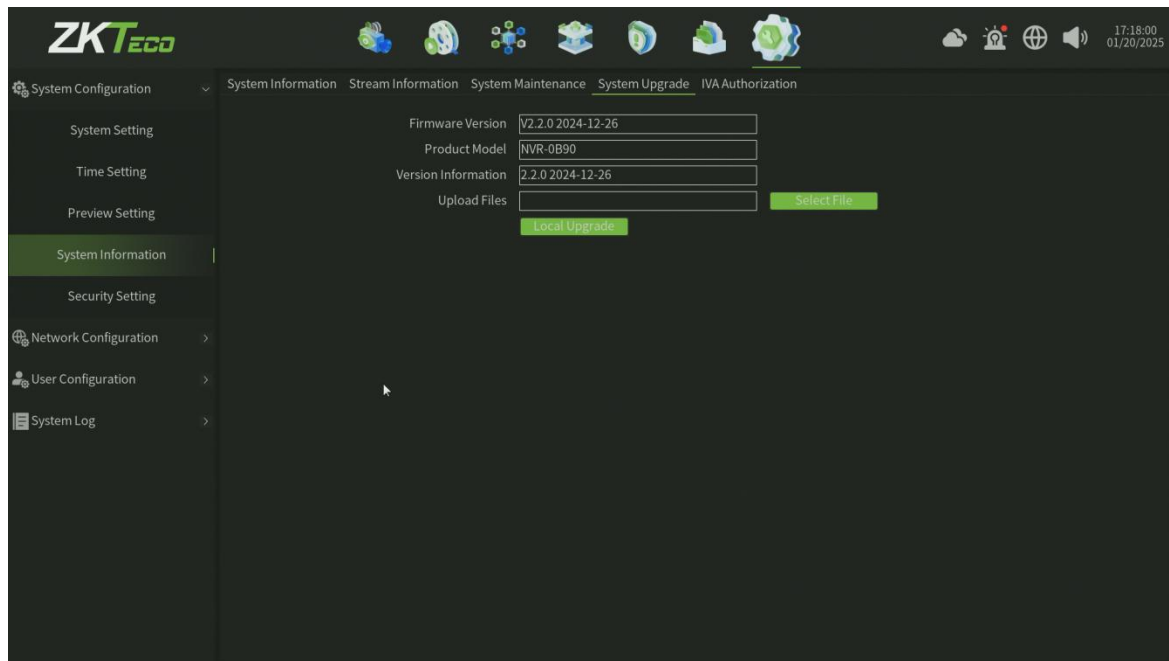 ZKTECO
17:18:00
01/20/2025
System Configuration
System Setting
Time Setting
Preview Setting
System Information
Security Setting
Network Configuration
User Configuration
System Log
System Information Stream Information System Maintenance System Upgrade IVA Authorization
Firmware Version V2.2.0 2024-12-26
Product Model NVR-0B90
Version Information 2.2.0 2024-12-26
Upload Files Select File
Local Upgrade